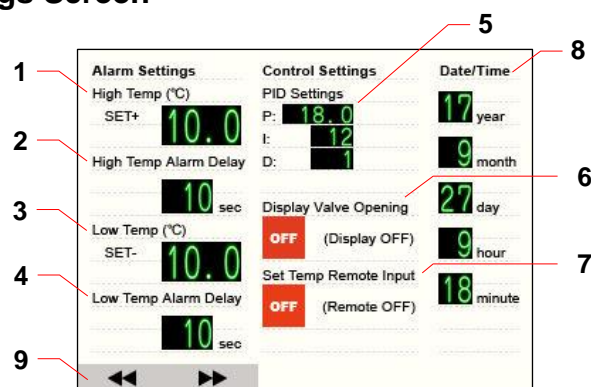 gs Screen
5
8
1
2
3
4
9
6
7
Alarm Settings
High Temp (℃)
SET+ 10.0
High Temp Alarm Delay
10 sec
Low Temp (℃)
SET- 10.0
Low Temp Alarm Delay
10 sec
Control Settings
PID Settings
P: 18.0
I: 12
D: 1
Display Valve Opening
OFF (Display OFF)
Set Temp Remote Input
OFF (Remote OFF)
Date/Time
17 year
9 month
27 day
9 hour
18 minute